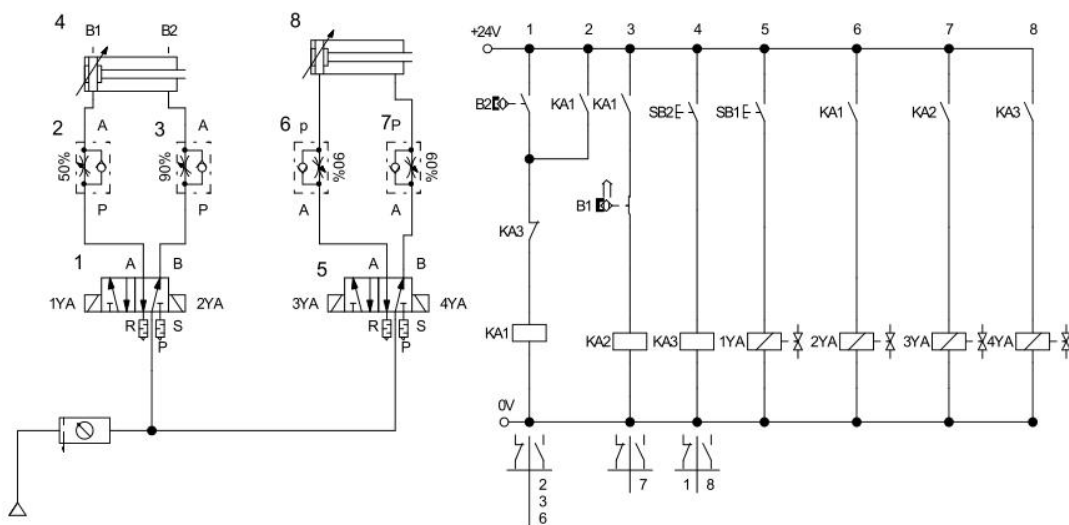 4 B1 B2
8
2 A
3 A
6 p
7P
50%
90%
%06
%09
P
P
A
A
1 A B
5 A B
1YA 2YA
3YA 4YA
R S
P
R S
P
+24V 1 2 3 4 5 6 7 8
B2 KA1 KA1 SB2 SB1 KA1 KA2 KA3
B1
KA3
KA1 KA2 KA3 1YA 2YA 3YA 4YA
0V
2 7 1 8
3
6